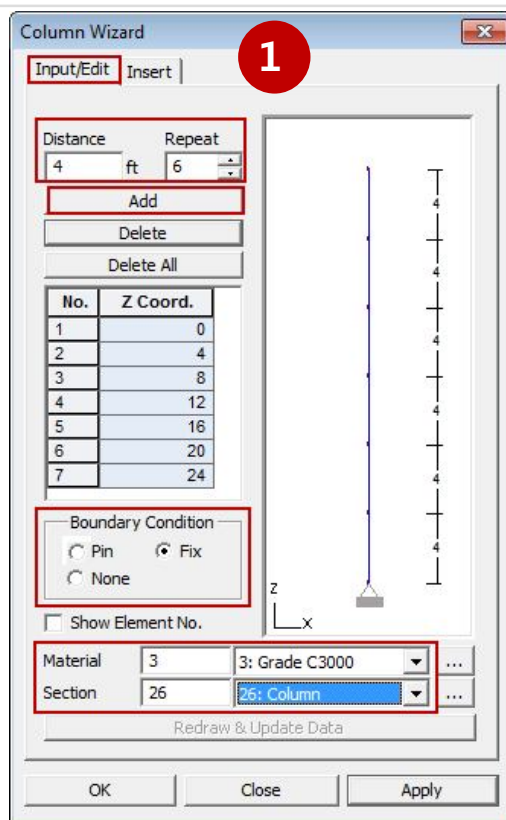 Column Wizard
1
Input/Edit Insert
Distance Repeat
4 ft 6
Add
Delete
Delete All
No. Z Coord.
1 0
2 4
3 8
4 12
5 16
6 20
7 24
4
4
4
4
4
4
Boundary Condition
Pin Fix
None
Show Element No.
Z
X
Material 3 3: Grade C3000 ...
Section 26 26: Column ...
Redraw & Update Data
OK Close Apply